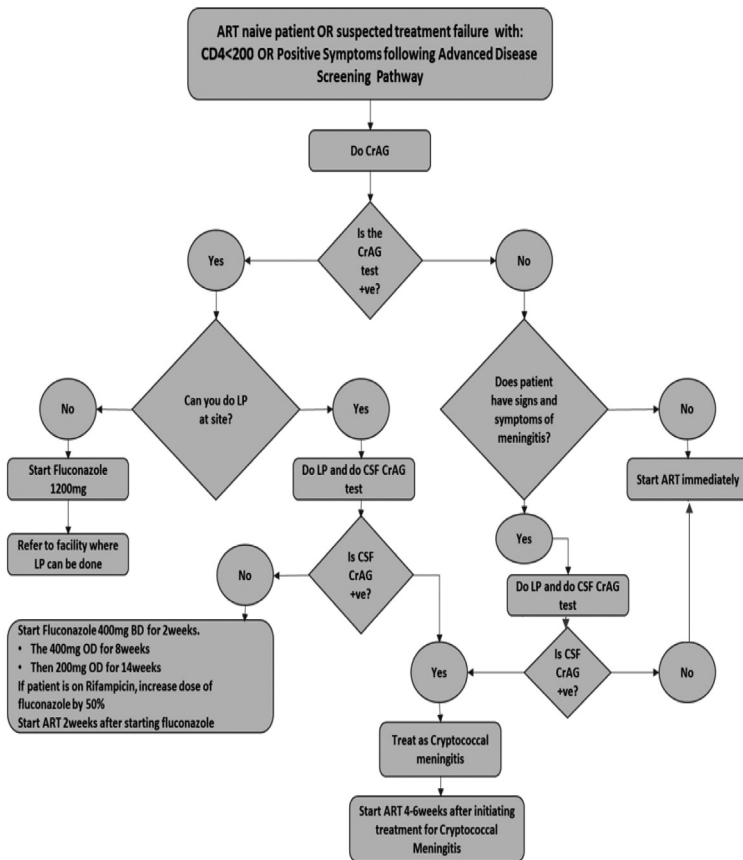 ART naive patient OR suspected treatment failure with:
CD4<200 OR Positive Symptoms following Advanced Disease
Screening Pathway
Do CrAG
Is the
CrAG
test
+ve?
Yes
No
Can you do LP
at site?
Does patient
have signs and
symptoms of
meningitis?
No
Yes
No
Start Fluconazole
1200mg
Do LP and do CSF CrAG
test
Start ART immediately
Refer to facility where
LP can be done
Yes
Is CSF
CrAG
+ve?
No
Do LP and do CSF CrAG
test
Start Fluconazole 400mg BD for 2weeks.
• The 400mg OD for 8weeks
• Then 200mg OD for 14weeks
If patient is on Rifampicin, increase dose of
fluconazole by 50%
Start ART 2weeks after starting fluconazole
Yes
Is CSF
CrAG
+ve?
No
Treat as Cryptococcal
meningitis
Start ART 4-6weeks after initiating
treatment for Cryptococcal
Meningitis